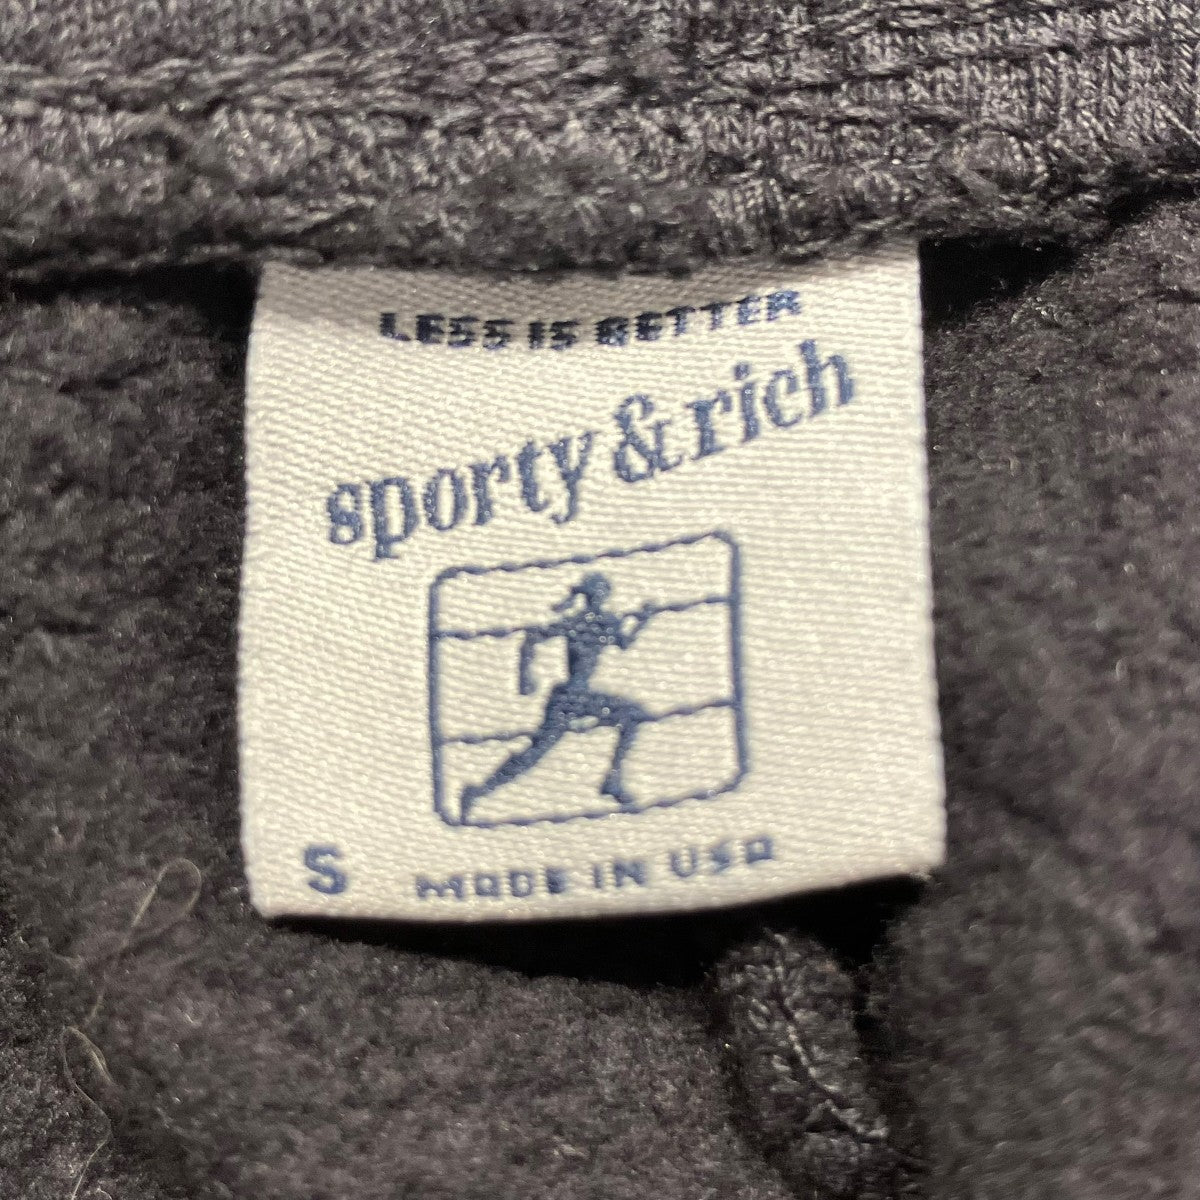 LESS IS BETTER
sporty & rich
S MADE IN USA